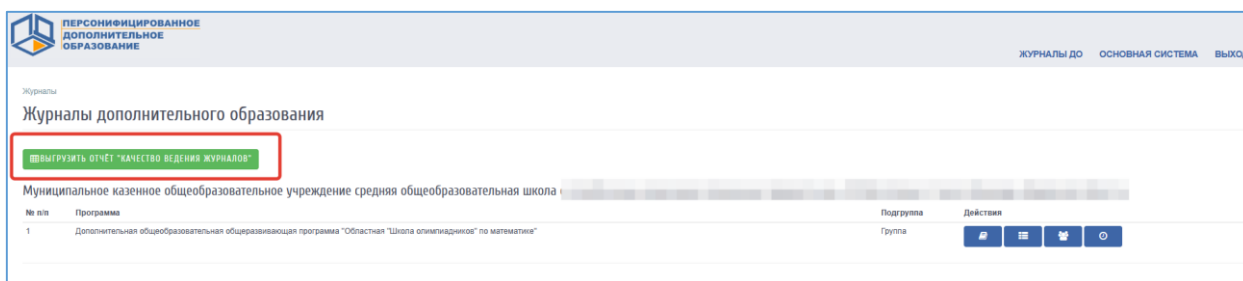 ПЕРСОНИФИЦИРОВАННОЕ
ДОПОЛНИТЕЛЬНОЕ
ОБРАЗОВАНИЕ
ЖУРНАЛЫ ДО ОСНОВНАЯ СИСТЕМА ВЫХОД
Журналы
Журналы дополнительного образования
ВЫГРУЗИТЬ ОТЧЁТ "КАЧЕСТВО ВЕДЕНИЯ ЖУРНАЛОВ"
Муниципальное казенное общеобразовательное учреждение средняя общеобразовательная школа
№ п/п Программа Подгруппа Действия
1 Дополнительная общеобразовательная общеразвивающая программа "Областная "Школа олимпиадников" по математике" Группа